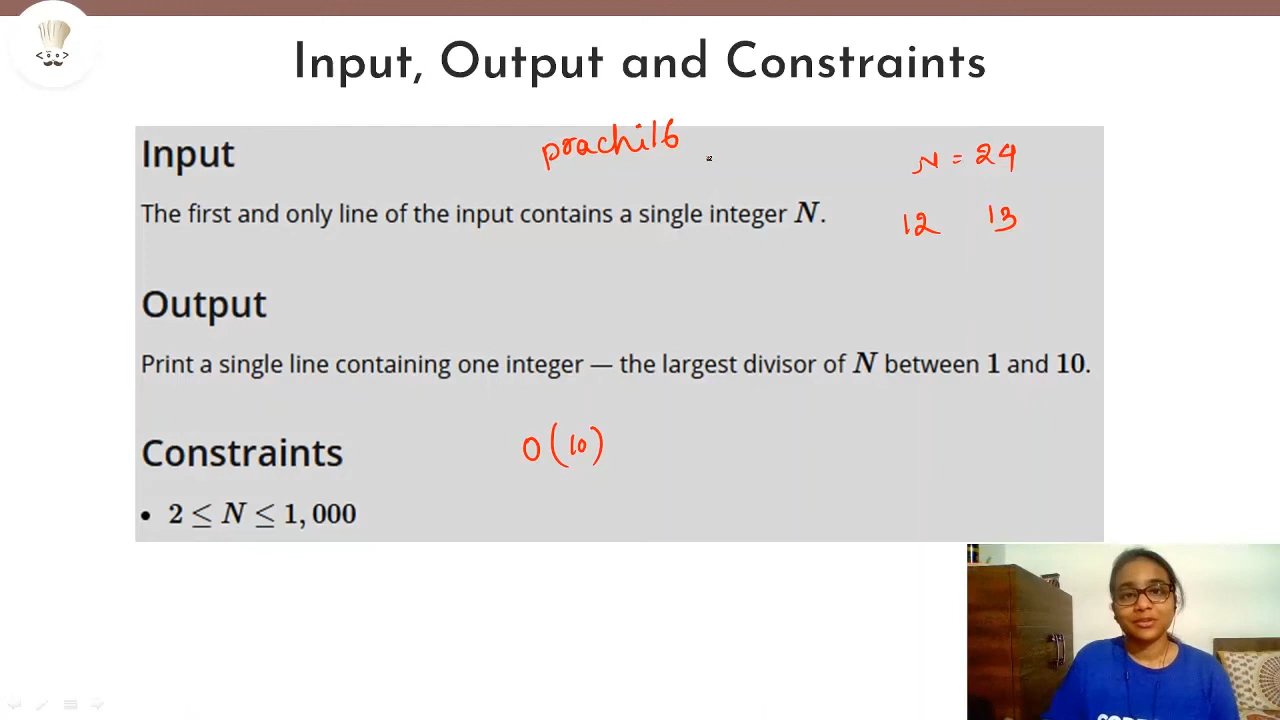 Input, Output and Constraints
Input
prachi16
N = 24
The first and only line of the input contains a single integer N.
12 13
Output
Print a single line containing one integer — the largest divisor of N between 1 and 10.
O(10)
Constraints
• 2 ≤ N ≤ 1,000